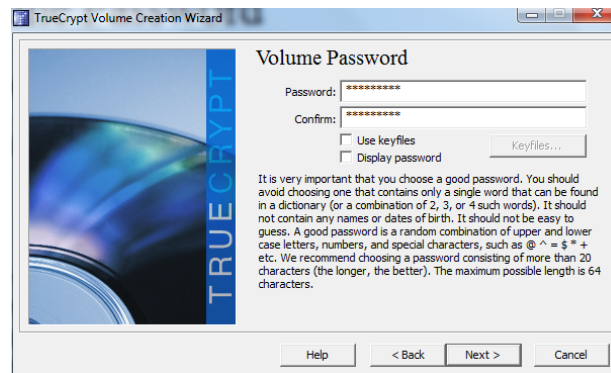 TrueCrypt Volume Creation Wizard
TRUECRYPT
Volume Password
Password: *********
Confirm: *********
Use keyfiles
Keyfiles...
Display password
It is very important that you choose a good password. You should
avoid choosing one that contains only a single word that can be found
in a dictionary (or a combination of 2, 3, or 4 such words). It should
not contain any names or dates of birth. It should not be easy to
guess. A good password is a random combination of upper and lower
case letters, numbers, and special characters, such as @ ^ = $ * +
etc. We recommend choosing a password consisting of more than 20
characters (the longer, the better). The maximum possible length is 64
characters.
Help < Back Next > Cancel